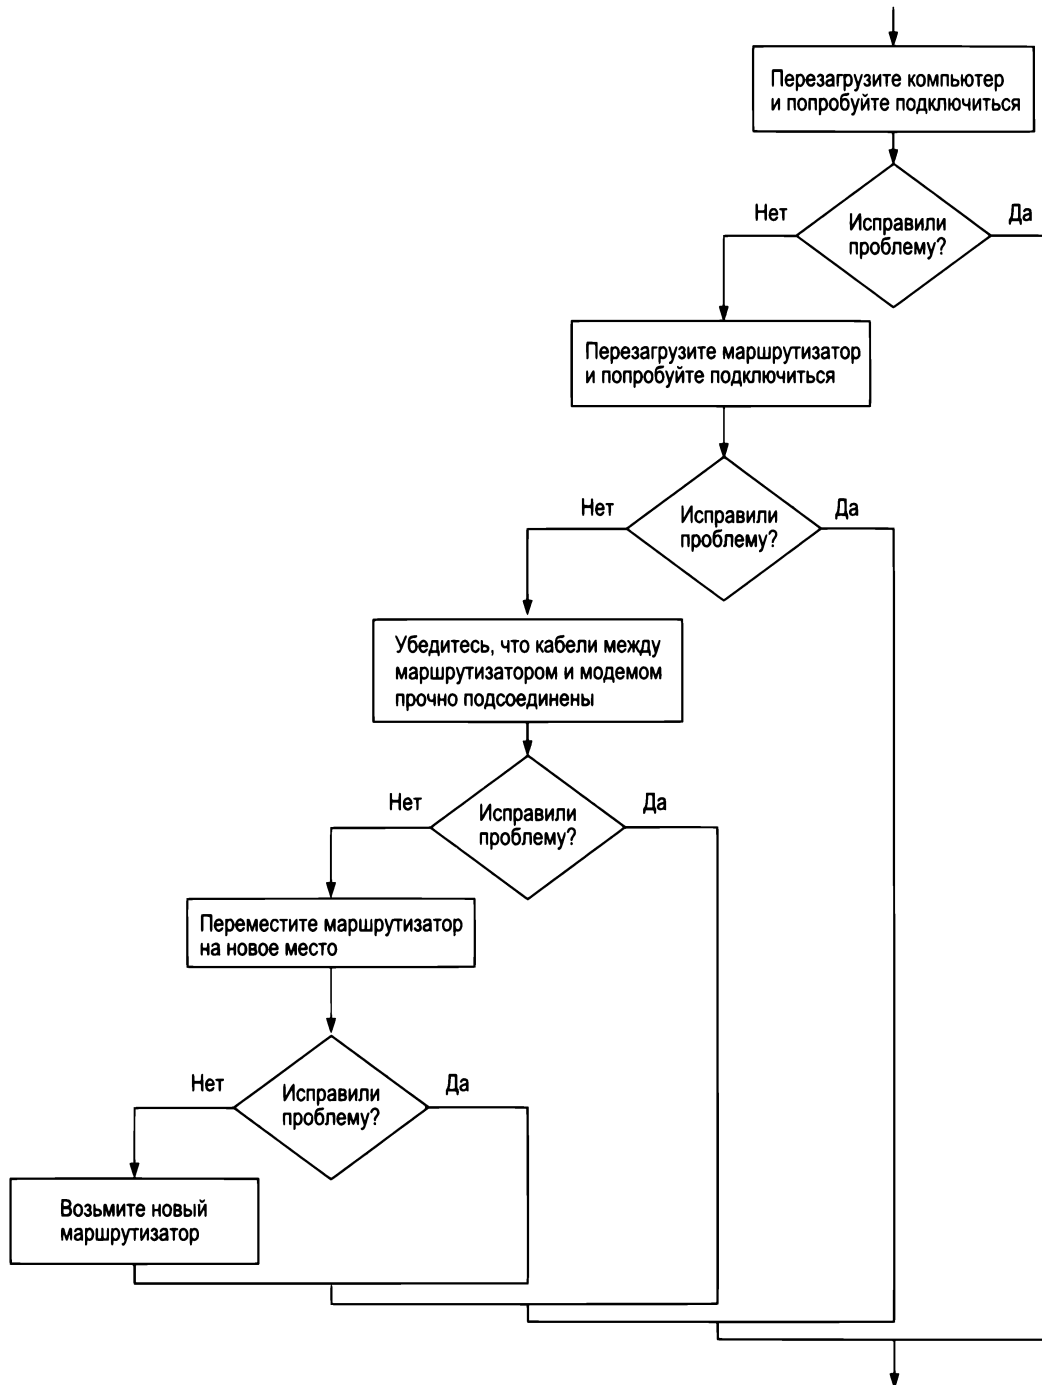 Перезагрузите компьютер
и попробуйте подключиться
Нет
Исправили
проблему?
Да
Перезагрузите маршрутизатор
и попробуйте подключиться
Нет
Исправили
проблему?
Да
Убедитесь, что кабели между
маршрутизатором и модемом
прочно подсоединены
Нет
Исправили
проблему?
Да
Переместите маршрутизатор
на новое место
Нет
Исправили
проблему?
Да
Возьмите новый
маршрутизатор